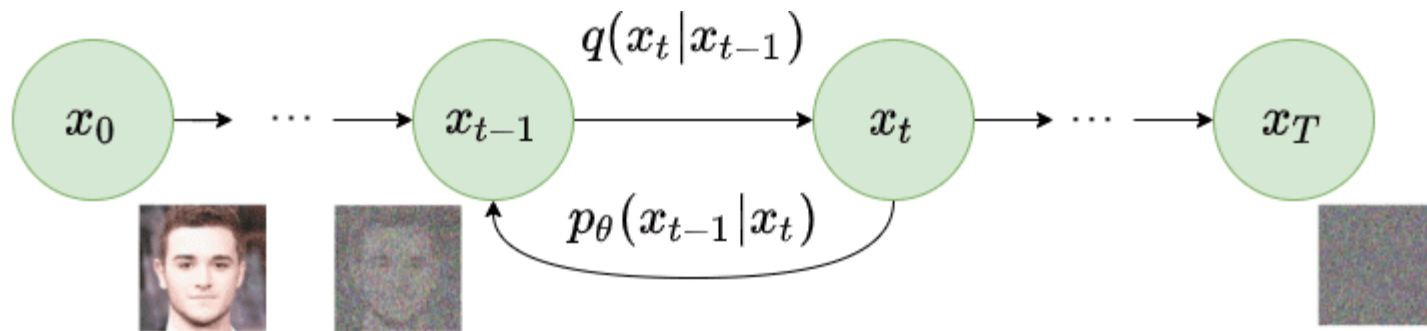 q(x_t|x_{t-1})
x_0 ⋯ x_{t-1} x_t ⋯ x_T
p_θ(x_{t-1}|x_t)